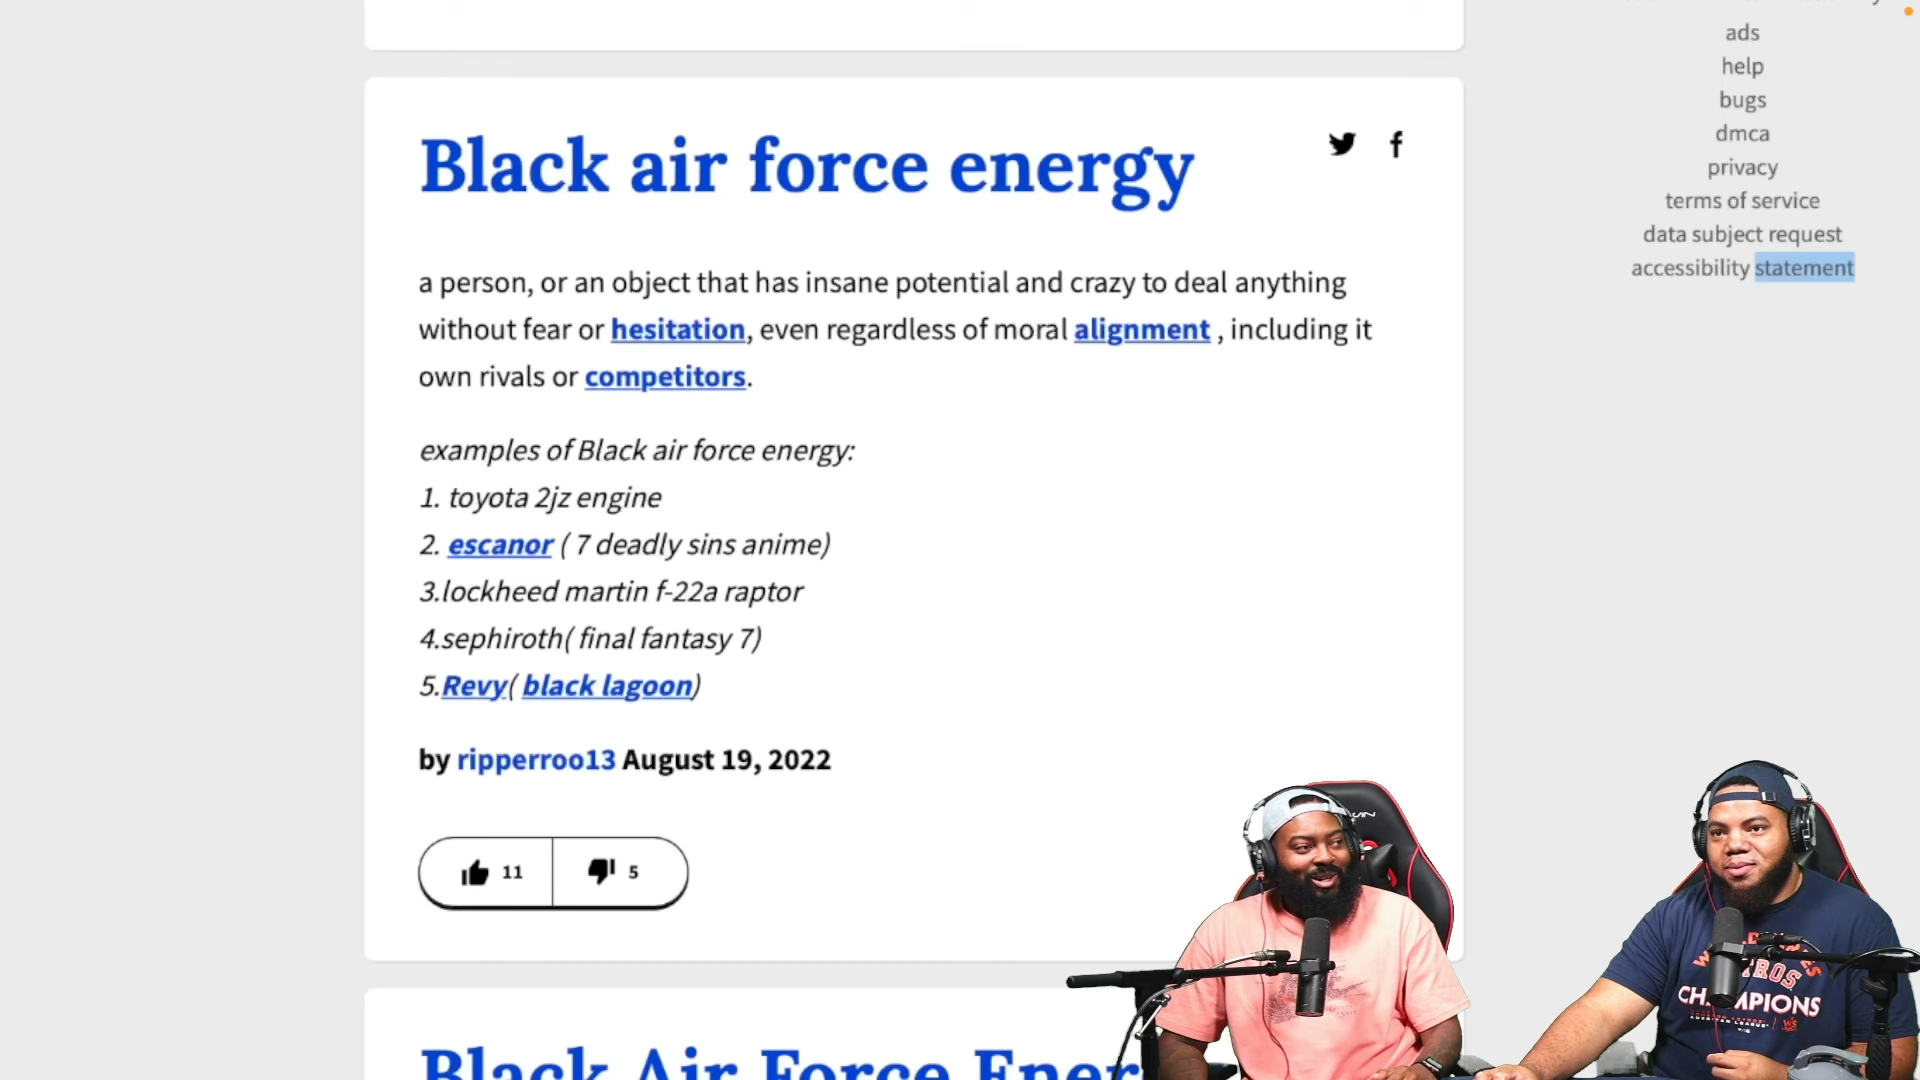 ads
help
bugs
dmca
privacy
terms of service
data subject request
accessibility statement
Black air force energy
a person, or an object that has insane potential and crazy to deal anything
without fear or hesitation, even regardless of moral alignment , including it
own rivals or competitors.
examples of Black air force energy:
1. toyota 2jz engine
2. escanor ( 7 deadly sins anime)
3.lockheed martin f-22a raptor
4.sephiroth( final fantasy 7)
5.Revy( black lagoon)
by ripperroo13 August 19, 2022
11
5
Black Air Force Ener
CHAMPIONS
AMERICAN LEAGUE